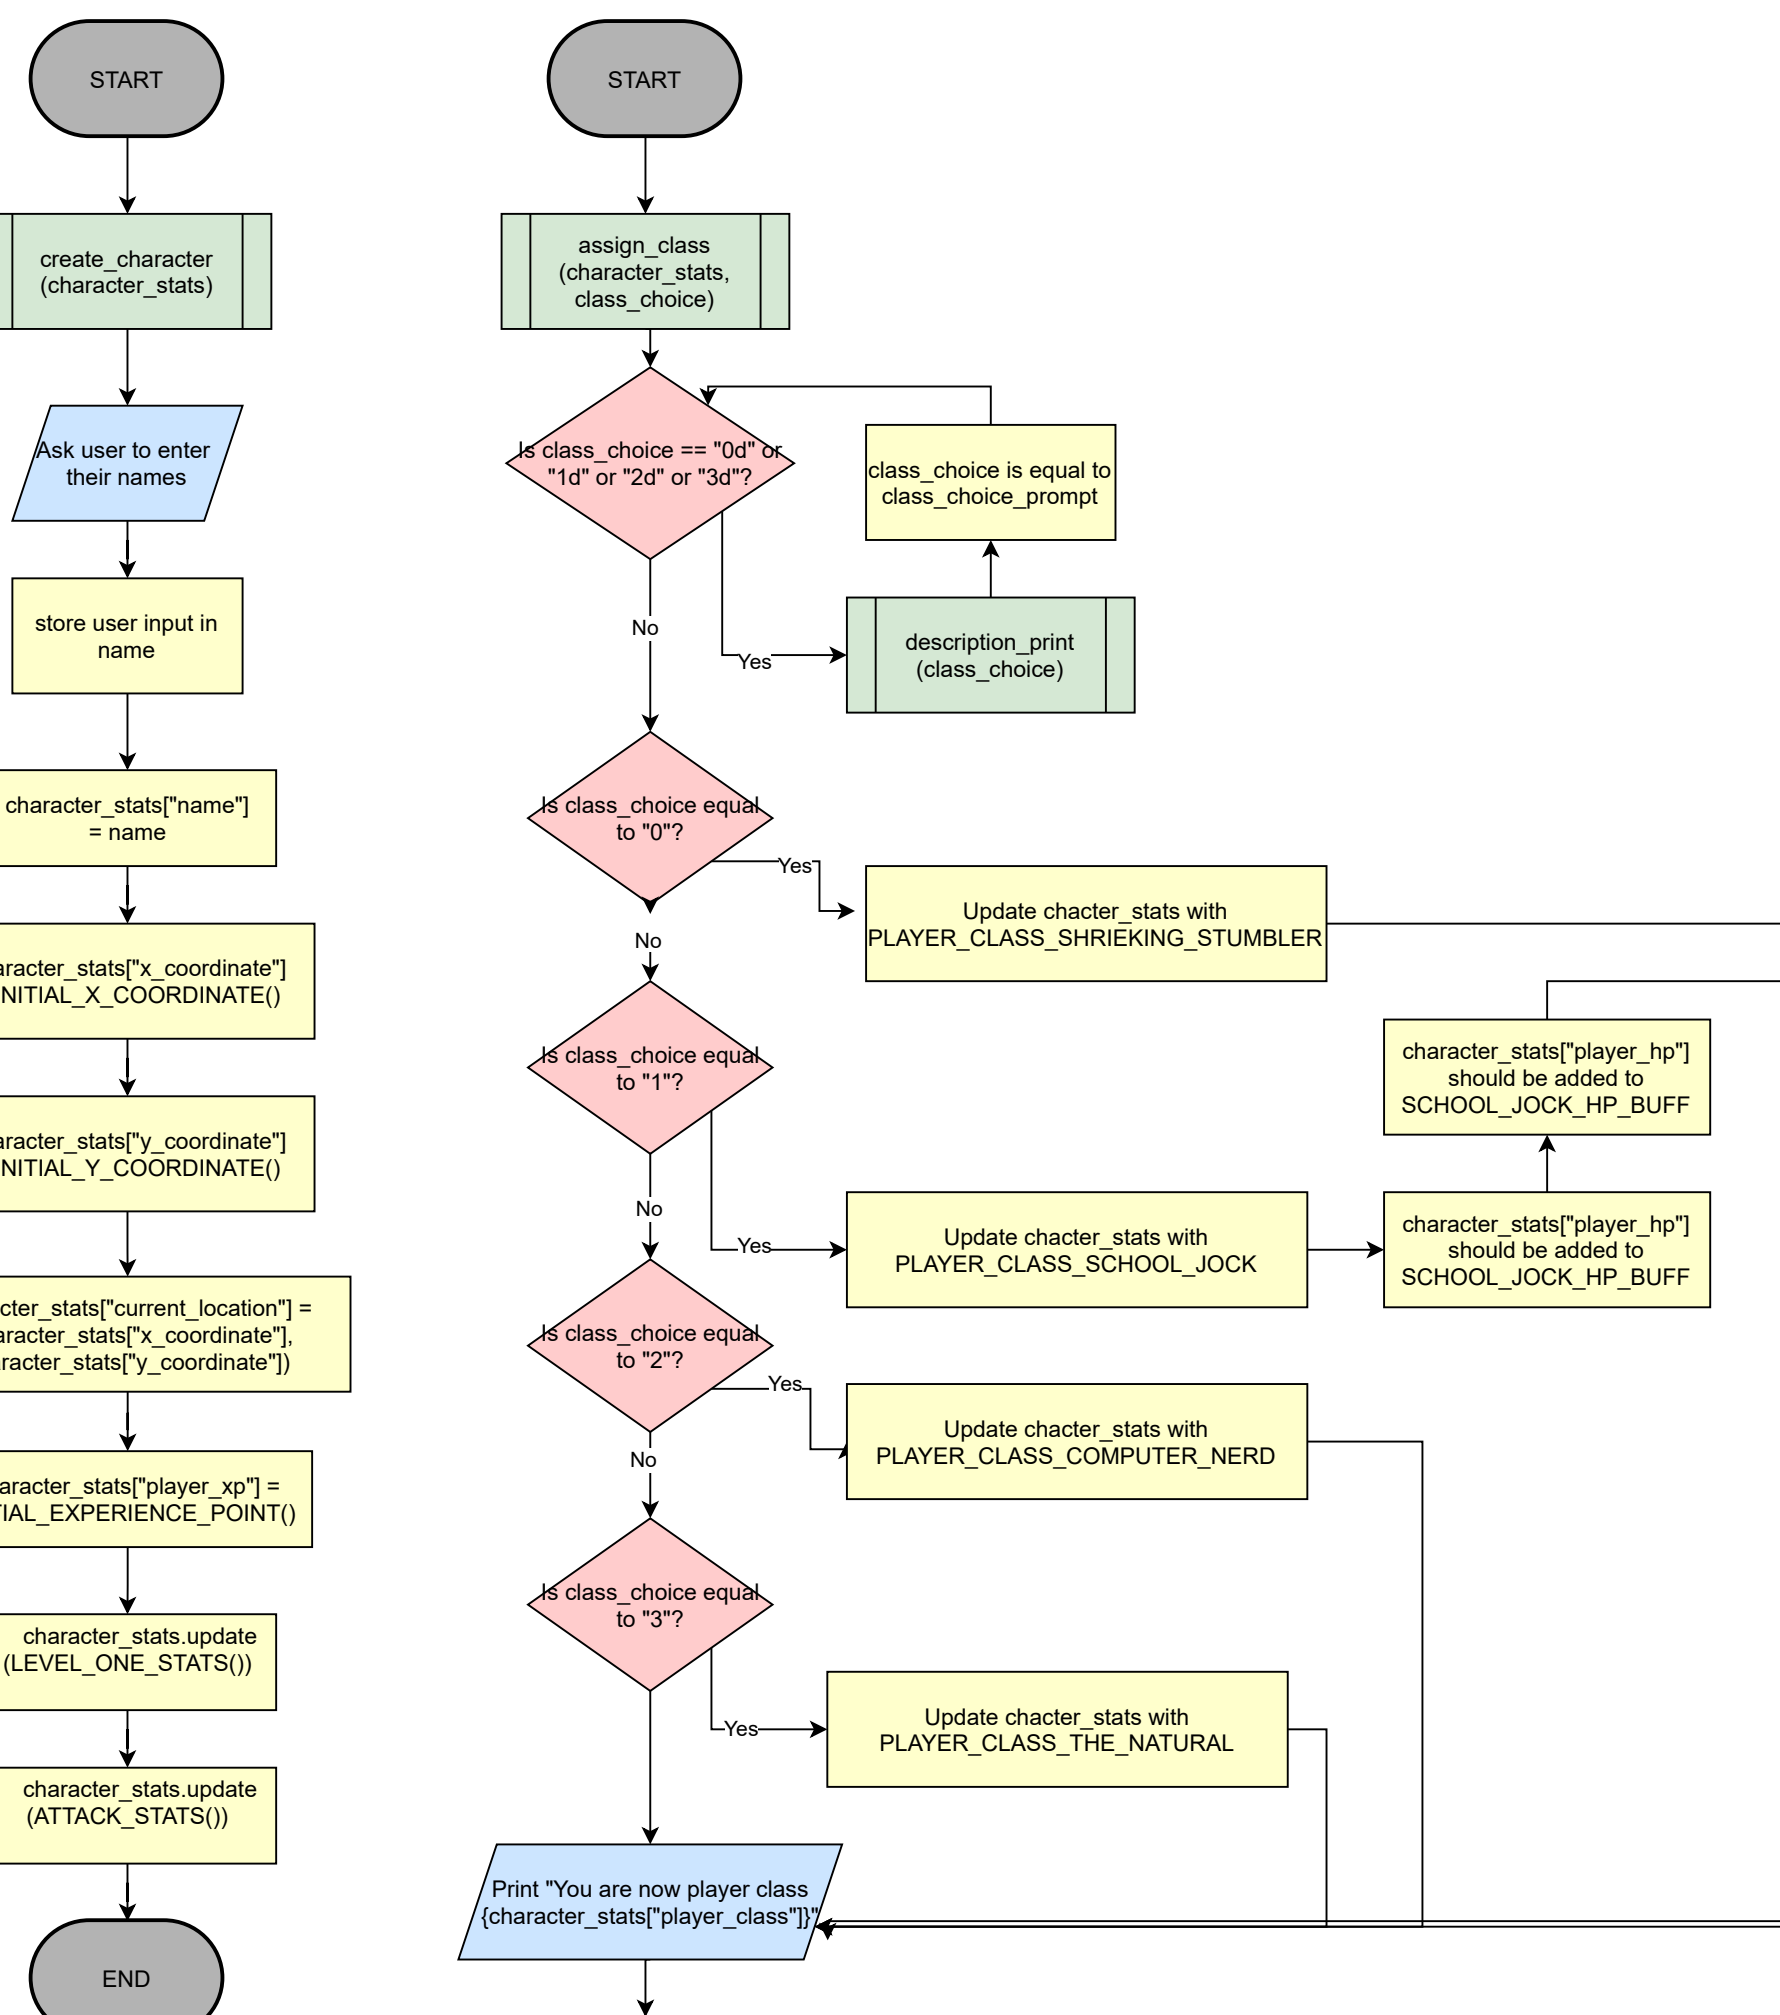 START
create_character
(character_stats)
Ask user to enter
their names
store user input in
name
character_stats["name"]
= name
aracter_stats["x_coordinate"]
NITIAL_X_COORDINATE()
aracter_stats["y_coordinate"]
NITIAL_Y_COORDINATE()
cter_stats["current_location"] =
aracter_stats["x_coordinate"],
racter_stats["y_coordinate"])
aracter_stats["player_xp"] =
TIAL_EXPERIENCE_POINT()
character_stats.update
(LEVEL_ONE_STATS())
character_stats.update
(ATTACK_STATS())
END
START
assign_class
(character_stats,
class_choice)
Is class_choice == "0d" or
"1d" or "2d" or "3d"?
class_choice is equal to
class_choice_prompt
No
Yes
description_print
(class_choice)
Is class_choice equal
to "0"?
Yes
Update chacter_stats with
PLAYER_CLASS_SHRIEKING_STUMBLER
No
Is class_choice equal
to "1"?
character_stats["player_hp"]
should be added to
SCHOOL_JOCK_HP_BUFF
No
Yes
Update chacter_stats with
PLAYER_CLASS_SCHOOL_JOCK
character_stats["player_hp"]
should be added to
SCHOOL_JOCK_HP_BUFF
Is class_choice equal
to "2"?
Yes
Update chacter_stats with
PLAYER_CLASS_COMPUTER_NERD
No
Is class_choice equal
to "3"?
Yes
Update chacter_stats with
PLAYER_CLASS_THE_NATURAL
Print "You are now player class
{character_stats["player_class"]}"